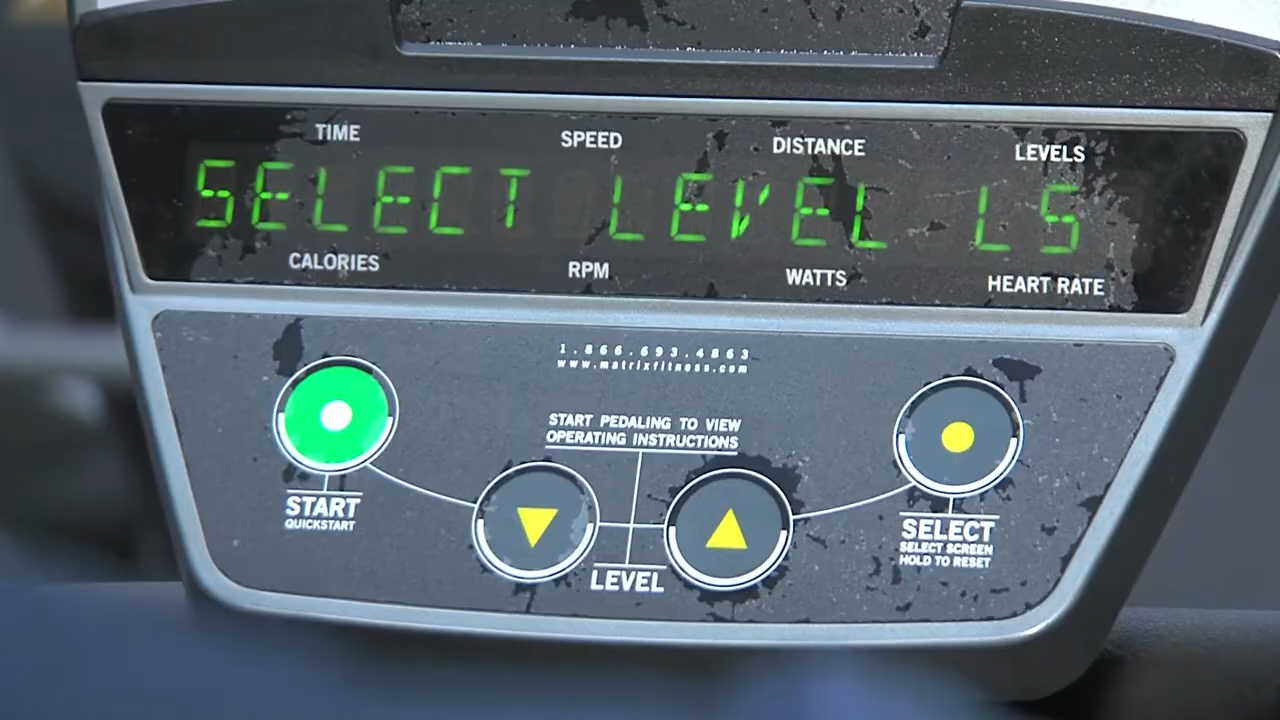 TIME SPEED DISTANCE LEVELS
SELECT LEVEL L5
CALORIES RPM WATTS HEART RATE
1.866.693.4863
www.matrixfitness.com
START PEDALING TO VIEW
OPERATING INSTRUCTIONS
START
QUICKSTART
LEVEL
SELECT
SELECT SCREEN
HOLD TO RESET